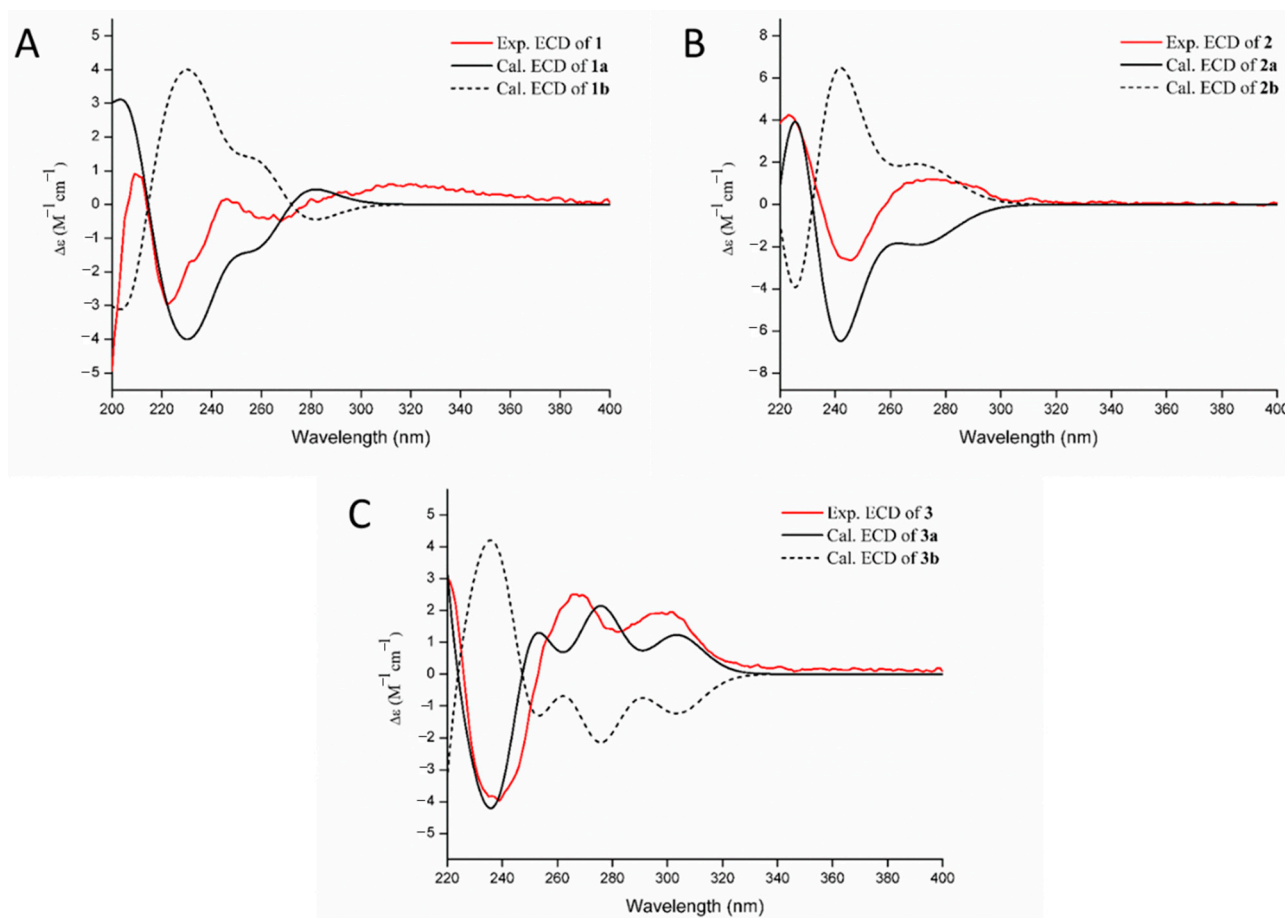 A
Exp. ECD of 1
Cal. ECD of 1a
Cal. ECD of 1b
5
4
3
2
1
0
−1
−2
−3
−4
−5
Δε (M⁻¹cm⁻¹)
200 220 240 260 280 300 320 340 360 380 400
Wavelength (nm)
B
Exp. ECD of 2
Cal. ECD of 2a
Cal. ECD of 2b
8
6
4
2
0
−2
−4
−6
−8
Δε (M⁻¹cm⁻¹)
220 240 260 280 300 320 340 360 380 400
Wavelength (nm)
C
Exp. ECD of 3
Cal. ECD of 3a
Cal. ECD of 3b
5
4
3
2
1
0
−1
−2
−3
−4
−5
Δε (M⁻¹cm⁻¹)
220 240 260 280 300 320 340 360 380 400
Wavelength (nm)